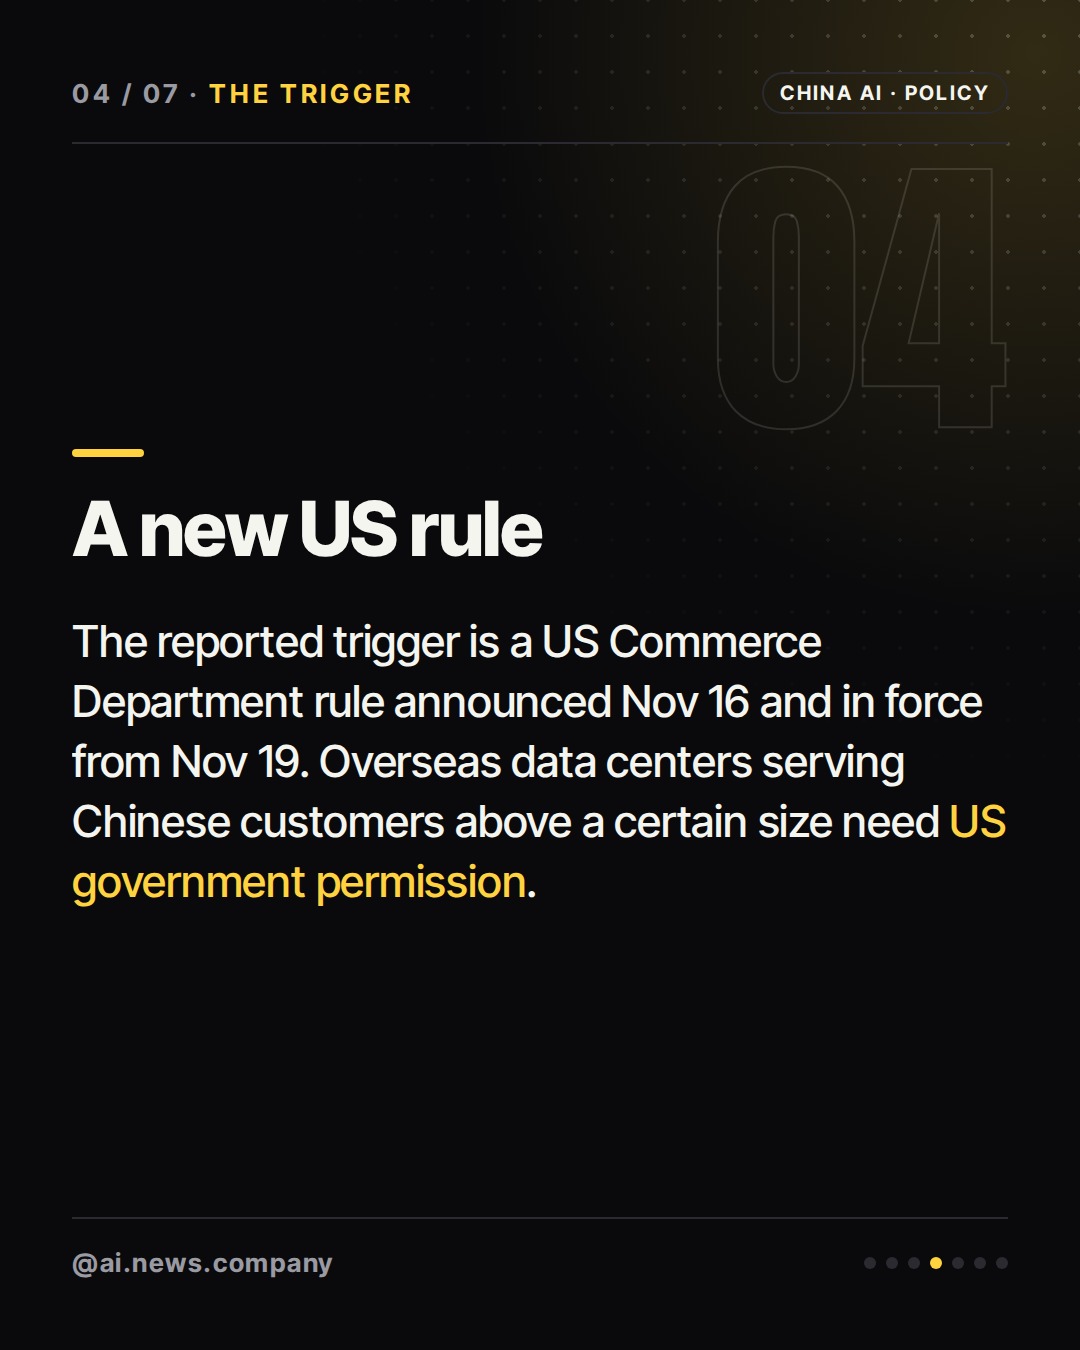 04 / 07 · THE TRIGGER
CHINA AI · POLICY
04
A new US rule
The reported trigger is a US Commerce
Department rule announced Nov 16 and in force
from Nov 19. Overseas data centers serving
Chinese customers above a certain size need US
government permission.
@ai.news.company